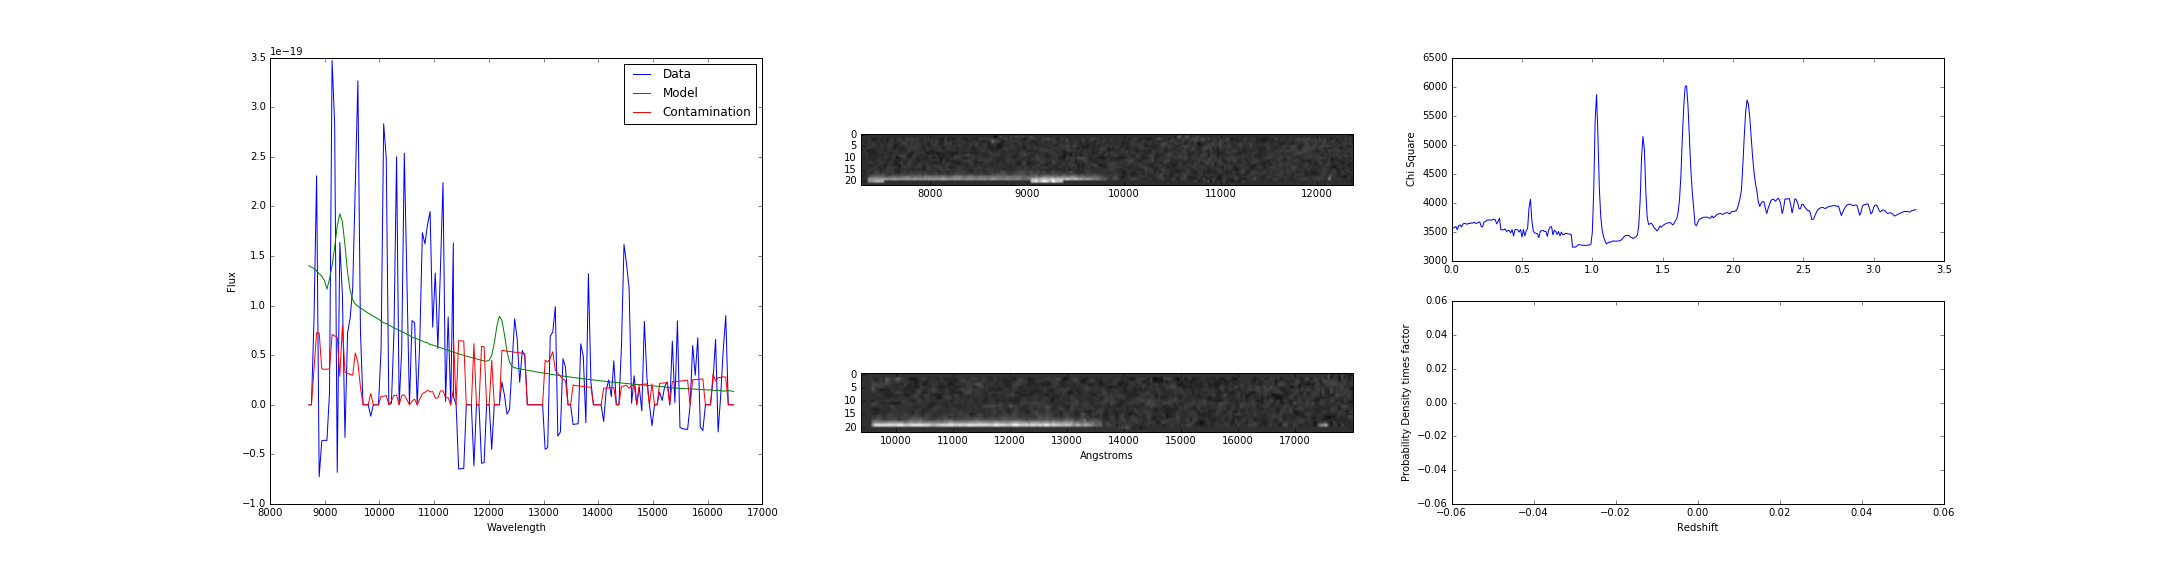 1e−19
3.5
3.0
2.5
2.0
1.5
1.0
0.5
0.0
−0.5
−1.0
Flux
Data
Model
Contamination
8000 9000 10000 11000 12000 13000 14000 15000 16000 17000
Wavelength
0
5
10
15
20
8000 9000 10000 11000 12000
0
5
10
15
20
10000 11000 12000 13000 14000 15000 16000 17000
Angstroms
6500
6000
5500
5000
4500
4000
3500
3000
Chi Square
0.0 0.5 1.0 1.5 2.0 2.5 3.0 3.5
0.06
0.04
0.02
0.00
−0.02
−0.04
−0.06
Probability Density times factor
−0.06 −0.04 −0.02 0.00 0.02 0.04 0.06
Redshift